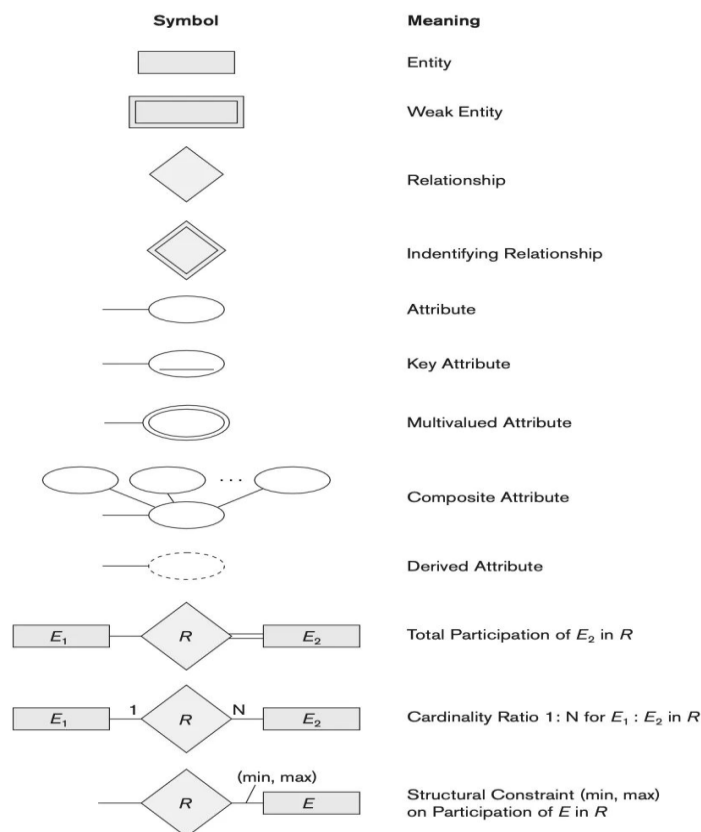 Symbol Meaning
Entity
Weak Entity
Relationship
Indentifying Relationship
Attribute
Key Attribute
Multivalued Attribute
· · ·
Composite Attribute
Derived Attribute
E₁ R E₂ Total Participation of E₂ in R
E₁ 1 R N E₂ Cardinality Ratio 1: N for E₁ : E₂ in R
(min, max)
R E Structural Constraint (min, max)
on Participation of E in R